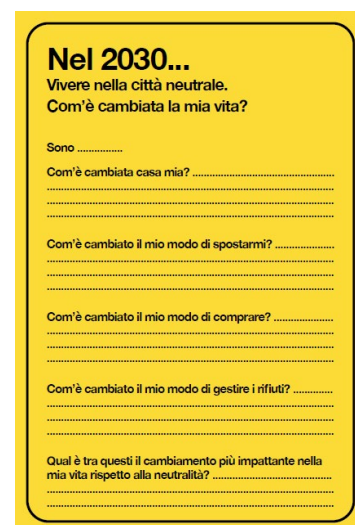 Nel 2030...
Vivere nella città neutrale.
Com'è cambiata la mia vita?
Sono ................
Com'è cambiata casa mia? ..................................................
.....................................................................................................
.....................................................................................................
.....................................................................................................
Com'è cambiato il mio modo di spostarmi? .....................
.....................................................................................................
.....................................................................................................
.....................................................................................................
Com'è cambiato il mio modo di comprare? .....................
.....................................................................................................
.....................................................................................................
.....................................................................................................
Com'è cambiato il mio modo di gestire i rifiuti? ..............
.....................................................................................................
.....................................................................................................
.....................................................................................................
Qual è tra questi il cambiamento più impattante nella
mia vita rispetto alla neutralità? ..........................................
.....................................................................................................
.....................................................................................................